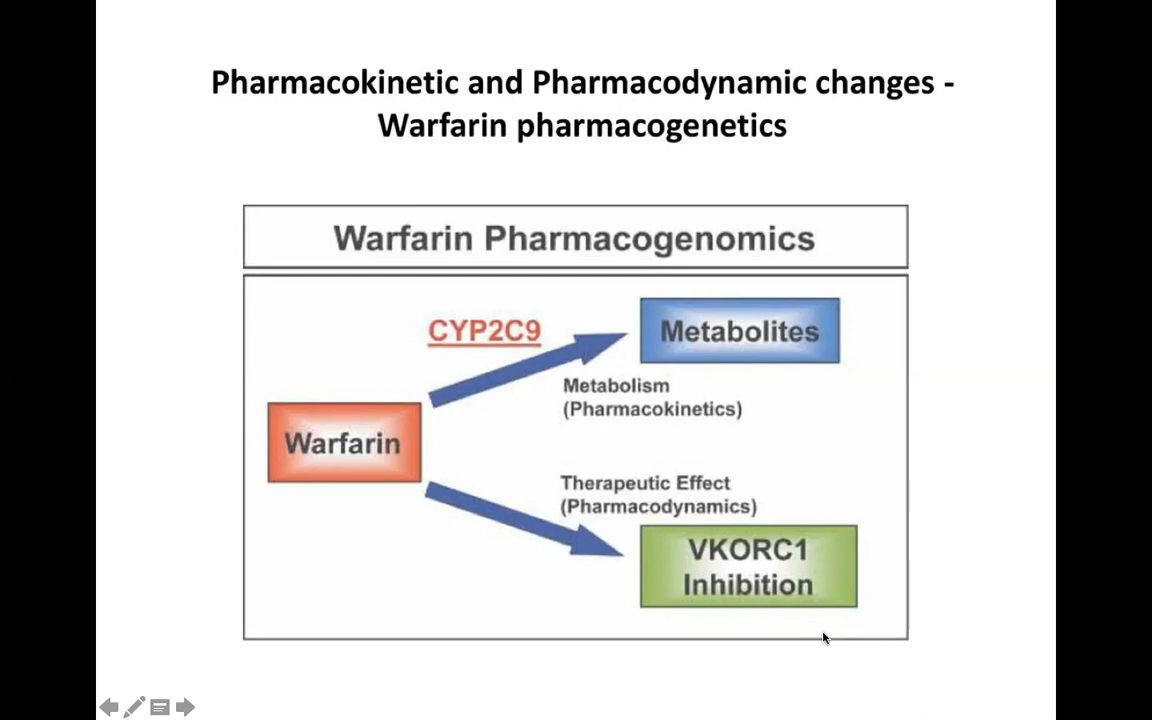 Pharmacokinetic and Pharmacodynamic changes -
Warfarin pharmacogenetics
Warfarin Pharmacogenomics
CYP2C9
Metabolites
Metabolism
(Pharmacokinetics)
Warfarin
Therapeutic Effect
(Pharmacodynamics)
VKORC1
Inhibition